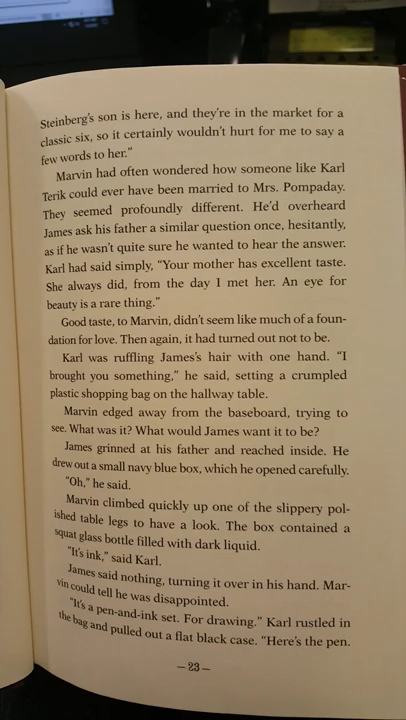 Steinberg's son is here, and they're in the market for a
classic six, so it certainly wouldn't hurt for me to say a
few words to her."
Marvin had often wondered how someone like Karl
Terik could ever have been married to Mrs. Pompaday.
They seemed profoundly different. He'd overheard
James ask his father a similar question once, hesitantly,
as if he wasn't quite sure he wanted to hear the answer.
Karl had said simply, "Your mother has excellent taste.
She always did, from the day I met her. An eye for
beauty is a rare thing."
Good taste, to Marvin, didn't seem like much of a foun-
dation for love. Then again, it had turned out not to be.
Karl was ruffling James's hair with one hand. "I
brought you something," he said, setting a crumpled
plastic shopping bag on the hallway table.
Marvin edged away from the baseboard, trying to
see. What was it? What would James want it to be?
James grinned at his father and reached inside. He
drew out a small navy blue box, which he opened carefully.
"Oh," he said.
Marvin climbed quickly up one of the slippery pol-
ished table legs to have a look. The box contained a
squat glass bottle filled with dark liquid.
"It's ink," said Karl.
James said nothing, turning it over in his hand. Mar-
vin could tell he was disappointed.
"It's a pen-and-ink set. For drawing." Karl rustled in
the bag and pulled out a flat black case. "Here's the pen.
– 23 –